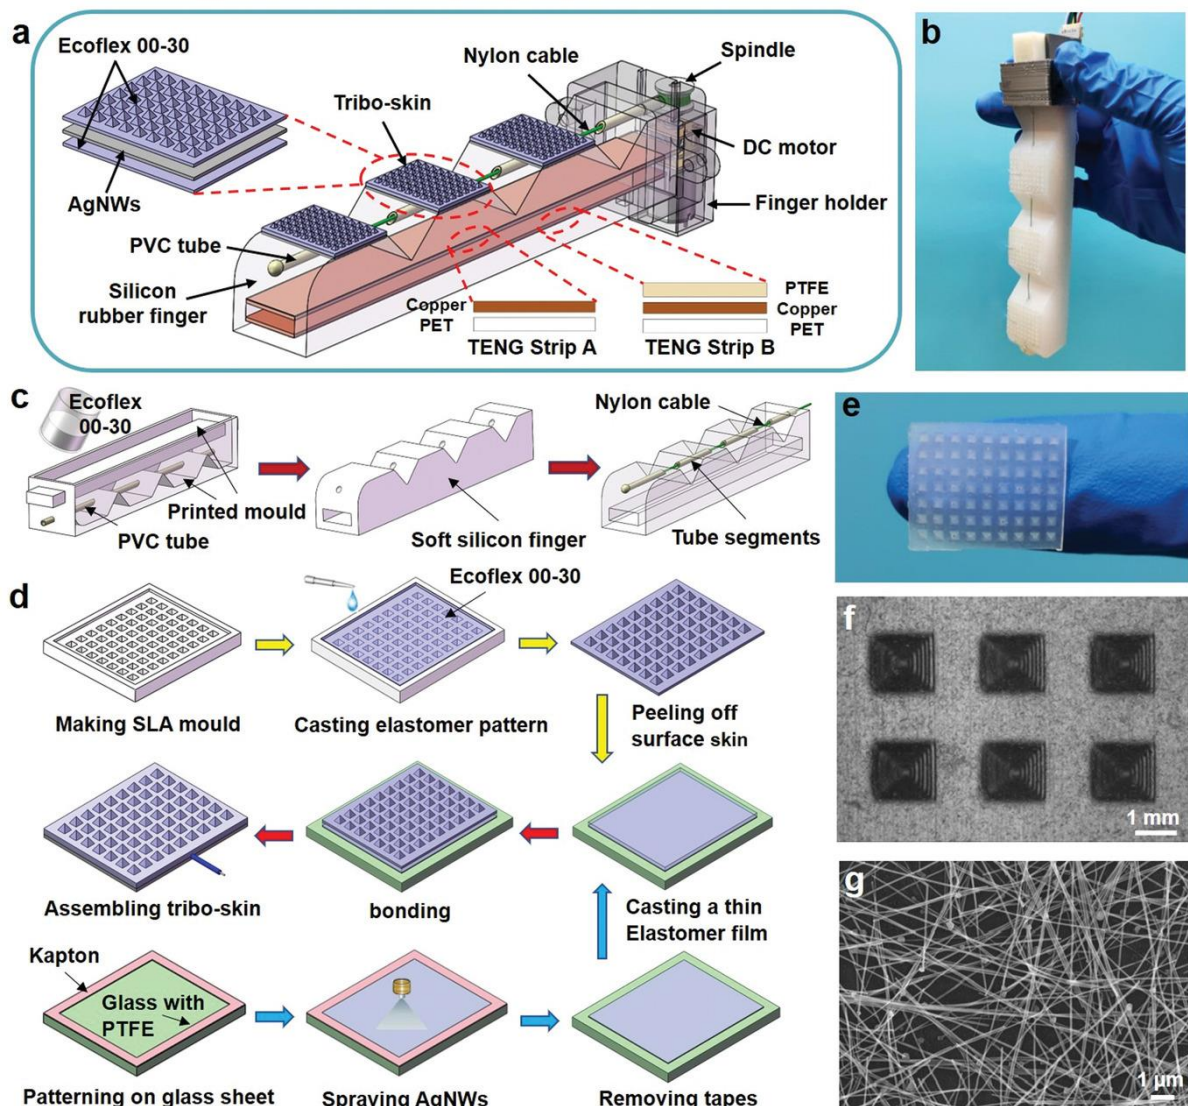 a
Ecoflex 00-30
AgNWs
Tribo-skin
Nylon cable
Spindle
DC motor
Finger holder
PVC tube
Silicon
rubber finger
Copper
PET
TENG Strip A
PTFE
Copper
PET
TENG Strip B
b
c
Ecoflex
00-30
Printed mould
PVC tube
Soft silicon finger
Nylon cable
Tube segments
e
d
Making SLA mould
Ecoflex 00-30
Casting elastomer pattern
Peeling off
surface skin
f
1 mm
Assembling tribo-skin
bonding
Casting a thin
Elastomer film
Kapton
Glass with
PTFE
Patterning on glass sheet
Spraying AgNWs
Removing tapes
g
1 μm